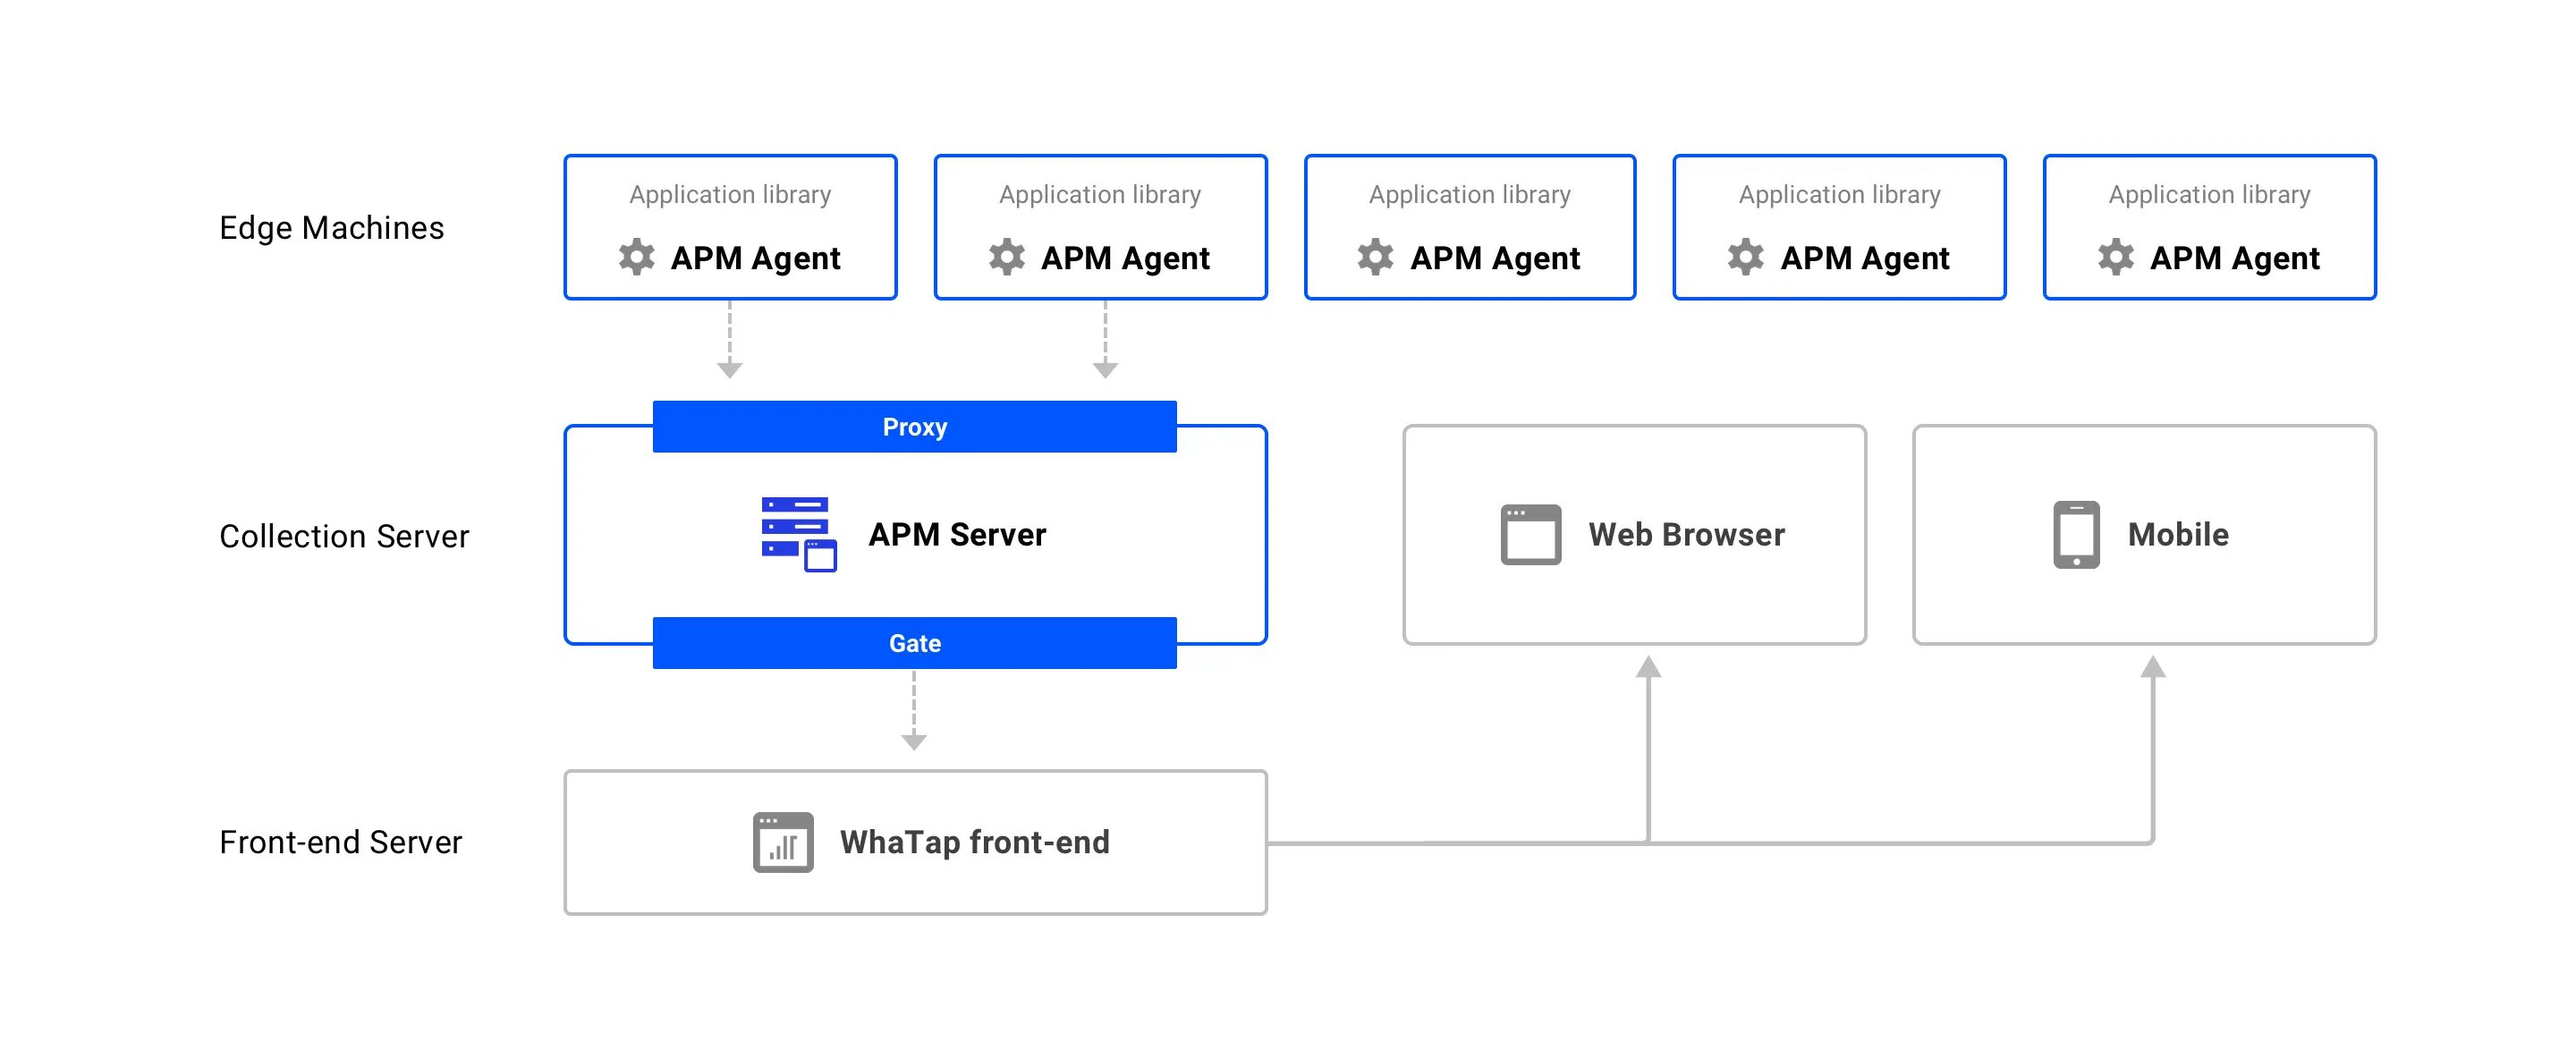 Edge Machines
Application library
APM Agent
Application library
APM Agent
Application library
APM Agent
Application library
APM Agent
Application library
APM Agent
Collection Server
Proxy
APM Server
Gate
Web Browser
Mobile
Front-end Server
WhaTap front-end